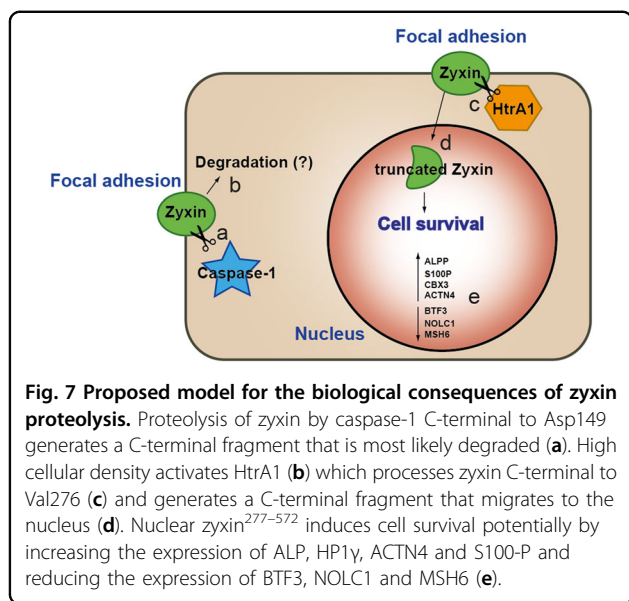 Focal adhesion
Zyxin
c
HtrA1
d
Degradation (?)
b
truncated Zyxin
Focal adhesion
Zyxin
a
Cell survival
Caspase-1
ALPP
S100P
CBX3
ACTN4
e
BTF3
NOLC1
MSH6
Nucleus
Fig. 7 Proposed model for the biological consequences of zyxin
proteolysis. Proteolysis of zyxin by caspase-1 C-terminal to Asp149
generates a C-terminal fragment that is most likely degraded (a). High
cellular density activates HtrA1 (b) which processes zyxin C-terminal to
Val276 (c) and generates a C-terminal fragment that migrates to the
nucleus (d). Nuclear zyxin²⁷⁷⁻⁵⁷² induces cell survival potentially by
increasing the expression of ALP, HP1γ, ACTN4 and S100-P and
reducing the expression of BTF3, NOLC1 and MSH6 (e).